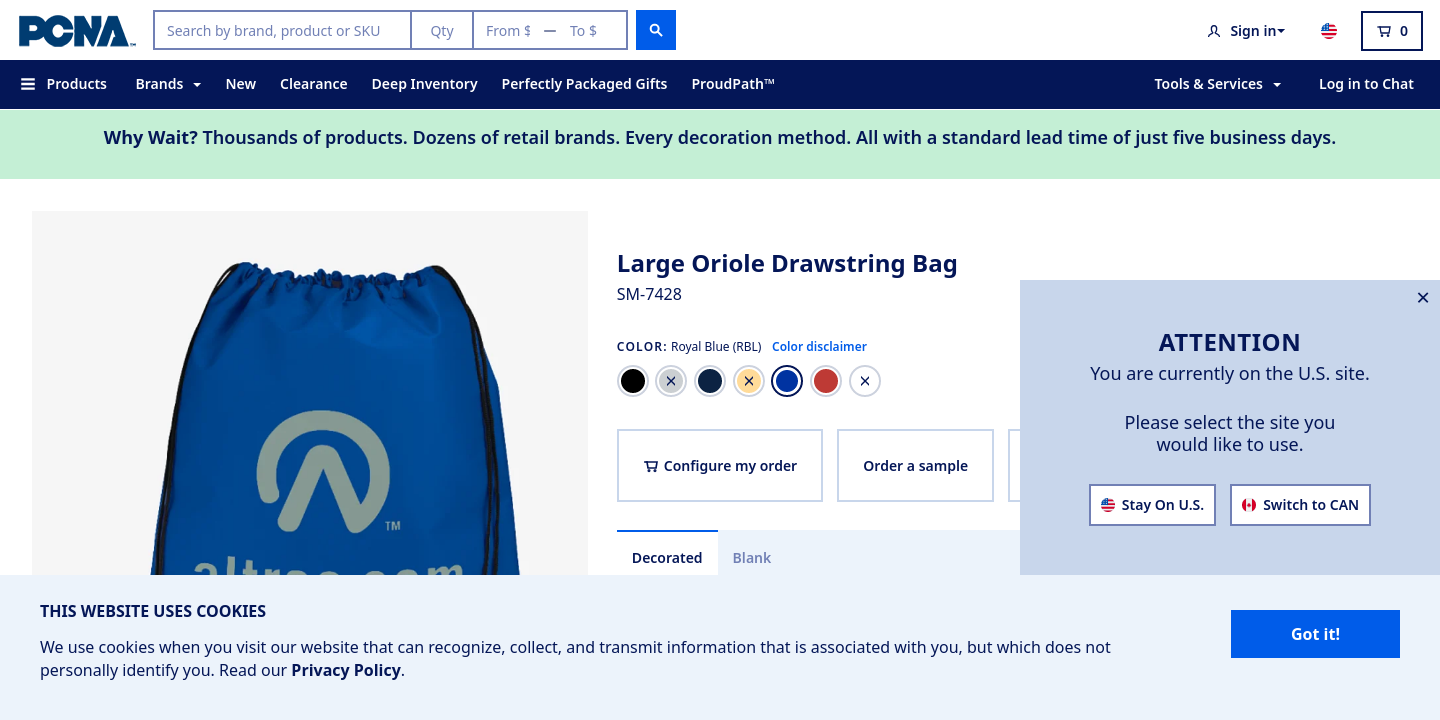 PCNA™
Search by brand, product or SKU
Qty
From $ — To $
Sign in
0
Products
Brands
New
Clearance
Deep Inventory
Perfectly Packaged Gifts
ProudPath™
Tools & Services
Log in to Chat
Why Wait? Thousands of products. Dozens of retail brands. Every decoration method. All with a standard lead time of just five business days.
TM
Large Oriole Drawstring Bag
SM-7428
COLOR: Royal Blue (RBL) Color disclaimer
Configure my order
Order a sample
Decorated
Blank
ATTENTION
You are currently on the U.S. site.
Please select the site you
would like to use.
Stay On U.S.
Switch to CAN
THIS WEBSITE USES COOKIES
We use cookies when you visit our website that can recognize, collect, and transmit information that is associated with you, but which does not
personally identify you. Read our Privacy Policy.
Got it!